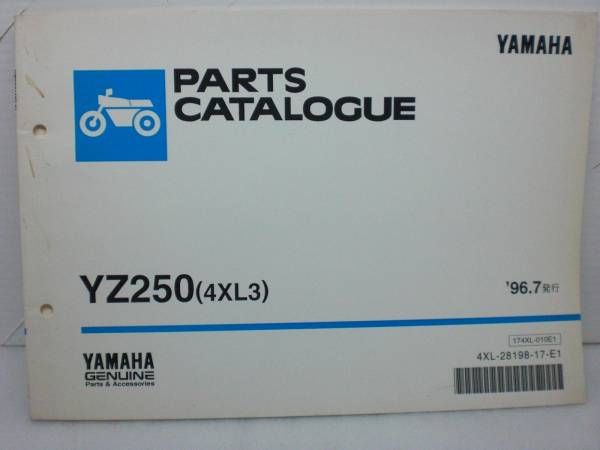 YAMAHA
PARTS
CATALOGUE
YZ250(4XL3)
'96.7発行
174XL-010E1
4XL-28198-17-E1
YAMAHA
GENUINE
Parts & Accessories